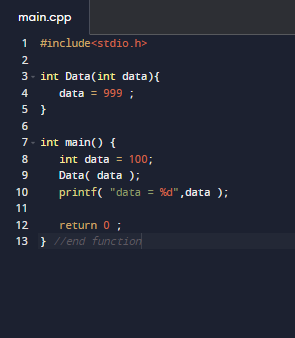 main.cpp
1 #include<stdio.h>
2
3 int Data(int data){
4 data = 999 ;
5 }
6
7 int main() {
8 int data = 100;
9 Data( data );
10 printf( "data = %d",data );
11
12 return 0 ;
13 } //end function